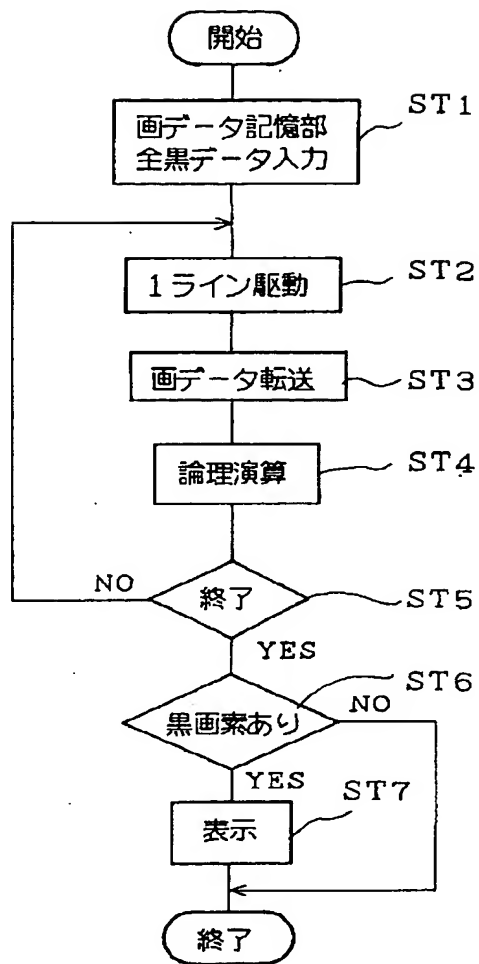 開始
画データ記憶部
全黒データ入力
ST1
1ライン駆動
ST2
画データ転送
ST3
論理演算
ST4
終了
NO
ST5
YES
ST6
黒画素あり
NO
YES
ST7
表示
終了